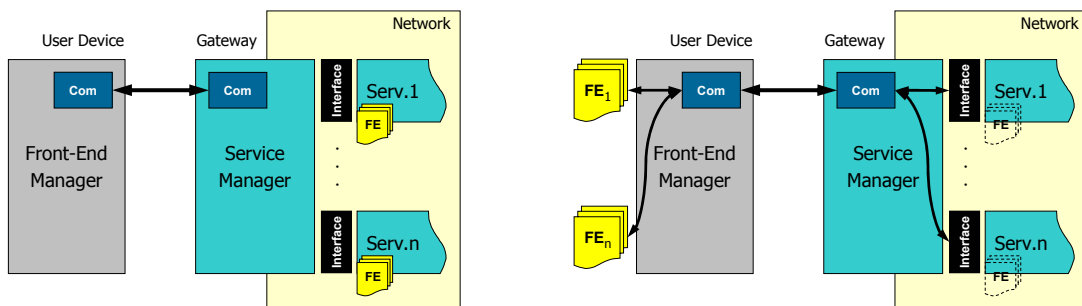 Network
User Device
Gateway
Com
Com
Interface
Serv.1
FE
Front-End
Manager
Service
Manager
Interface
Serv.n
FE
Network
User Device
Gateway
FE1
Com
Com
Interface
Serv.1
FE
Front-End
Manager
Service
Manager
FEn
Interface
Serv.n
FE